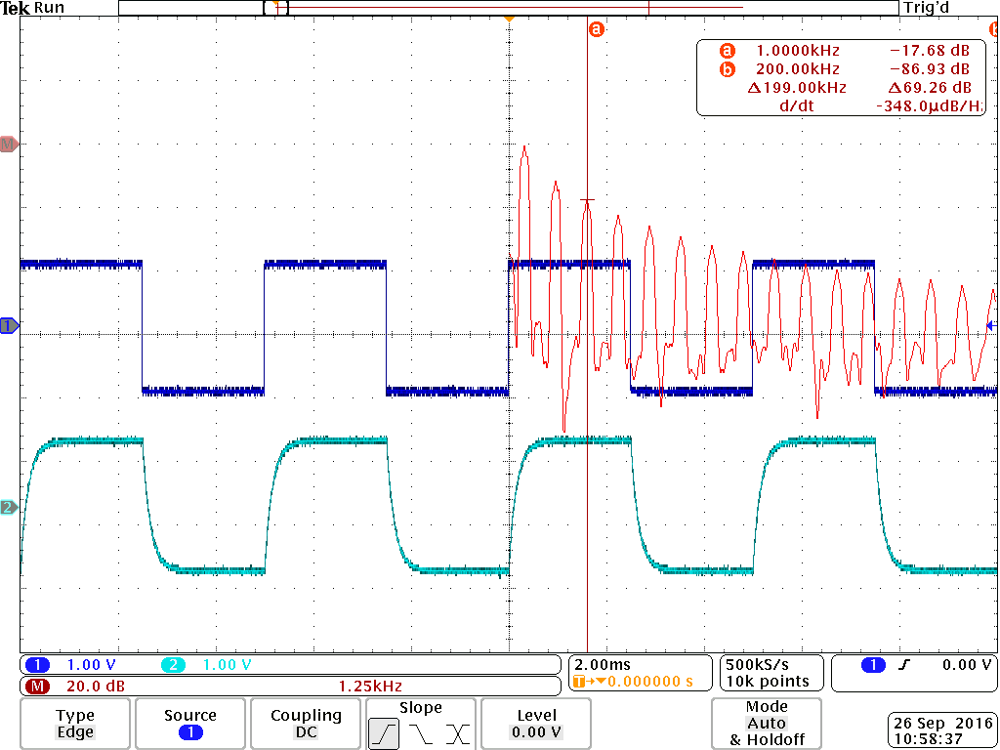 Tek Run Trig'd
a b
a 1.0000kHz −17.68 dB
b 200.00kHz −86.93 dB
Δ199.00kHz Δ69.26 dB
d/dt -348.0µdB/Hz
M
1
2
1 1.00 V 2 1.00 V
M 20.0 dB 1.25kHz
2.00ms
T→▼0.000000 s
500kS/s
10k points
1 0.00 V
Type
Edge
Source
1
Coupling
DC
Slope
Level
0.00 V
Mode
Auto
& Holdoff
26 Sep 2016
10:58:37